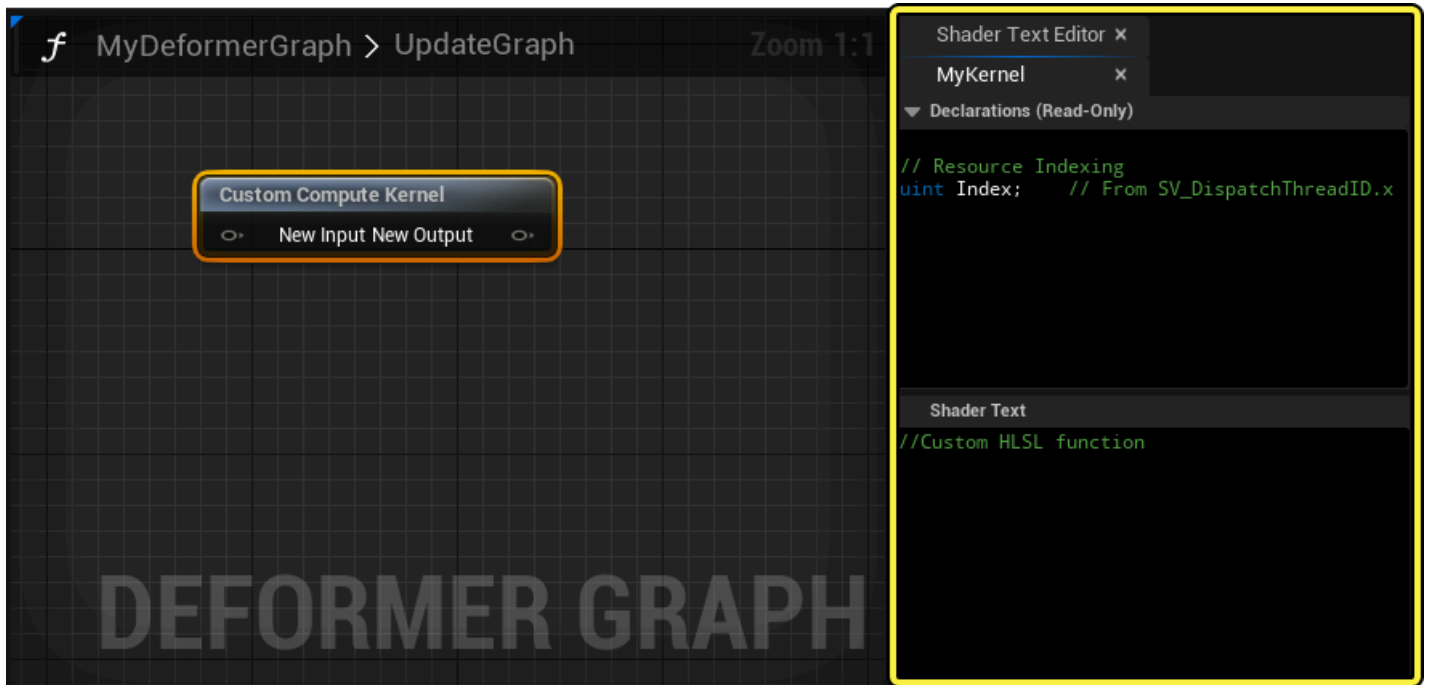 f MyDeformerGraph > UpdateGraph
Zoom 1:1
Custom Compute Kernel
New Input New Output
DEFORMER GRAPH
Shader Text Editor ×
MyKernel ×
Declarations (Read-Only)
// Resource Indexing
uint Index;    // From SV_DispatchThreadID.x
Shader Text
//Custom HLSL function